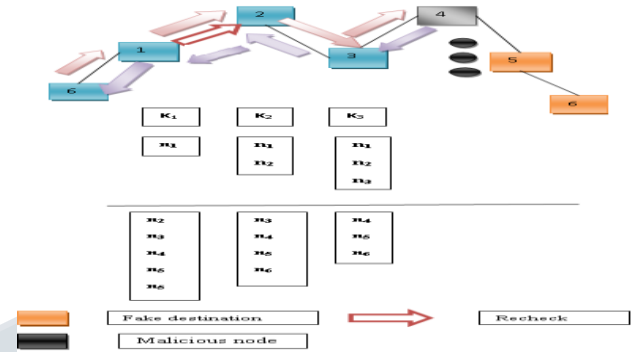 2
4
1
3
5
6
6
K1
K2
K3
n1
n1
n2
n1
n2
n3
n2
n3
n4
n5
n5
n3
n4
n5
n6
n4
n5
n6
Fake destination
Recheck
Malicious node